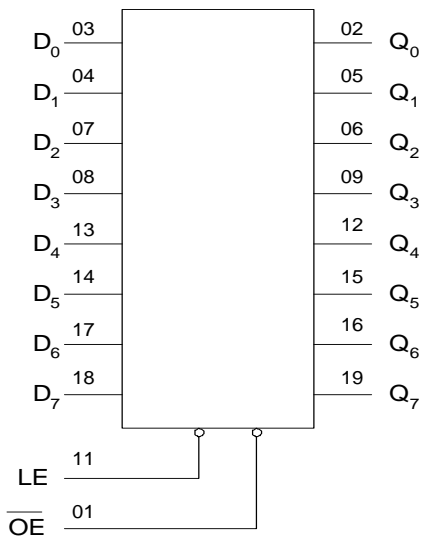 D0 03 02 Q0
D1 04 05 Q1
D2 07 06 Q2
D3 08 09 Q3
D4 13 12 Q4
D5 14 15 Q5
D6 17 16 Q6
D7 18 19 Q7
LE 11
O̅E̅ 01